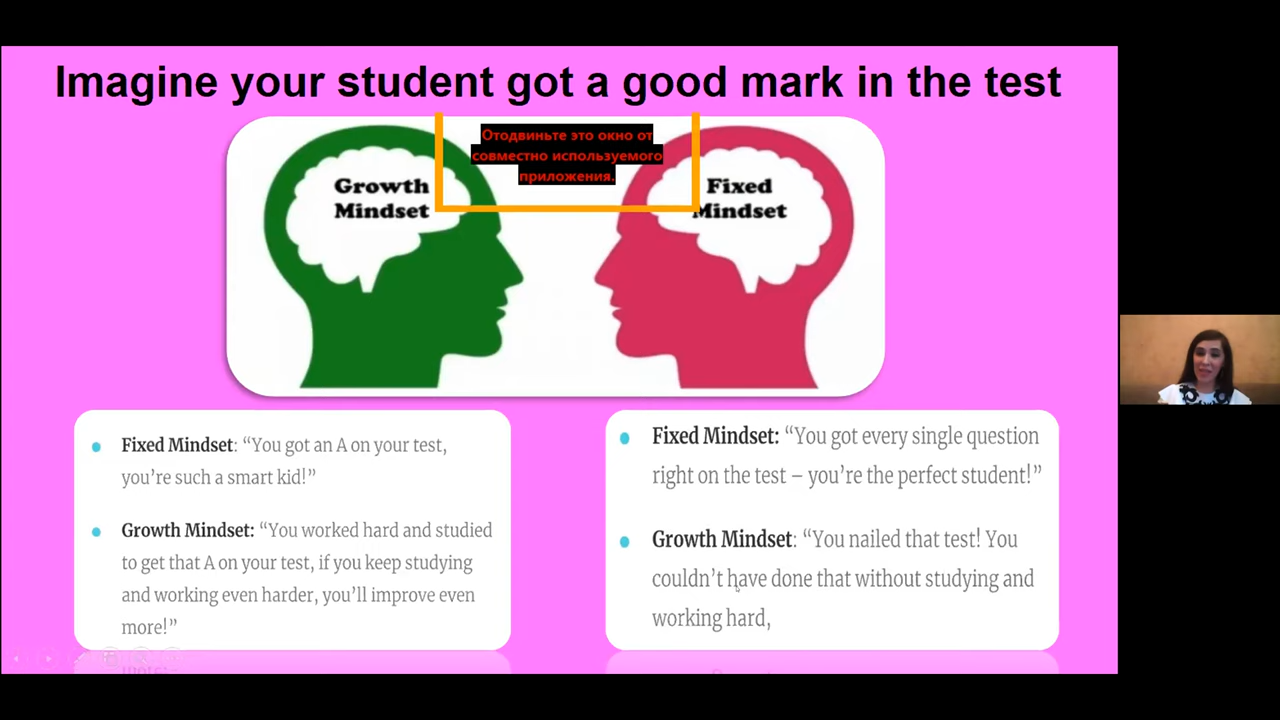 Imagine your student got a good mark in the test
Отодвиньте это окно от
совместно используемого
приложения.
Growth
Mindset
Fixed
Mindset
Fixed Mindset: “You got an A on your test,
you’re such a smart kid!”
Growth Mindset: “You worked hard and studied
to get that A on your test, if you keep studying
and working even harder, you’ll improve even
more!”
Fixed Mindset: “You got every single question
right on the test – you’re the perfect student!”
Growth Mindset: “You nailed that test! You
couldn’t have done that without studying and
working hard,